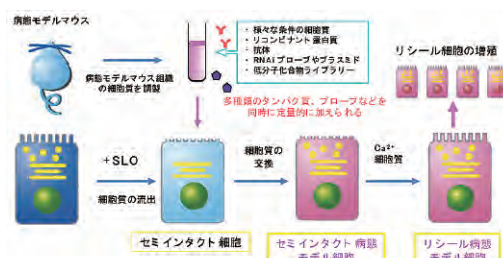 病態モデルマウス
病態モデルマウス組織
の細胞質を調製
・ 様々な条件の細胞質
・ リコンビナント 蛋白質
・ 抗体
・ RNAiプローブやプラスミド
・ 低分子化合物ライブラリー
多種類のタンパク質、プローブなどを
同時に定量的に加えられる
リシール細胞の増殖
+SLO
細胞質の流出
細胞質の
交換
Ca²⁺
細胞質
セミインタクト細胞
セミインタクト病態
モデル細胞
リシール病態
モデル細胞